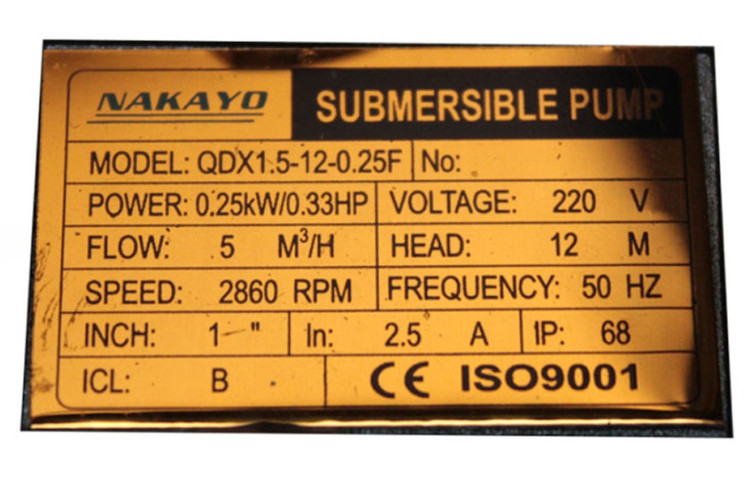 NAKAYO SUBMERSIBLE PUMP
MODEL: QDX1.5-12-0.25F No:
POWER: 0.25kW/0.33HP VOLTAGE: 220 V
FLOW: 5 M³/H HEAD: 12 M
SPEED: 2860 RPM FREQUENCY: 50 HZ
INCH: 1 " In: 2.5 A IP: 68
ICL: B CE ISO9001